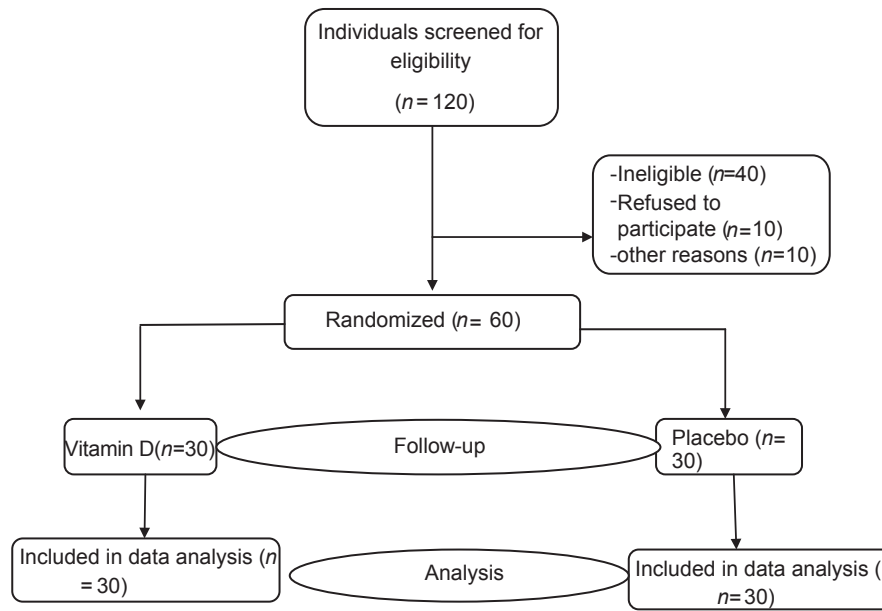 Individuals screened for
eligibility
(n = 120)
-Ineligible (n=40)
-Refused to
participate (n=10)
-other reasons (n=10)
Randomized (n= 60)
Vitamin D(n=30)
Follow-up
Placebo (n=
30)
Included in data analysis (n
= 30)
Analysis
Included in data analysis (
n=30)